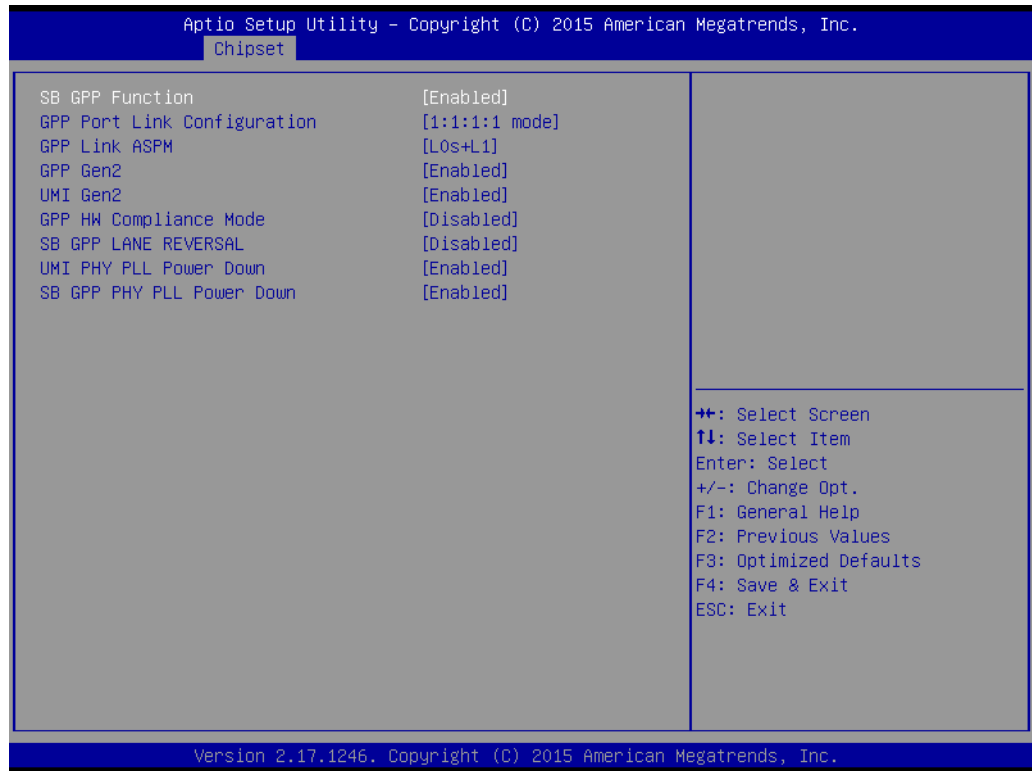 Aptio Setup Utility – Copyright (C) 2015 American Megatrends, Inc.
Chipset
SB GPP Function [Enabled]
GPP Port Link Configuration [1:1:1:1 mode]
GPP Link ASPM [L0s+L1]
GPP Gen2 [Enabled]
UMI Gen2 [Enabled]
GPP HW Compliance Mode [Disabled]
SB GPP LANE REVERSAL [Disabled]
UMI PHY PLL Power Down [Enabled]
SB GPP PHY PLL Power Down [Enabled]
→←: Select Screen
↑↓: Select Item
Enter: Select
+/-: Change Opt.
F1: General Help
F2: Previous Values
F3: Optimized Defaults
F4: Save & Exit
ESC: Exit
Version 2.17.1246. Copyright (C) 2015 American Megatrends, Inc.